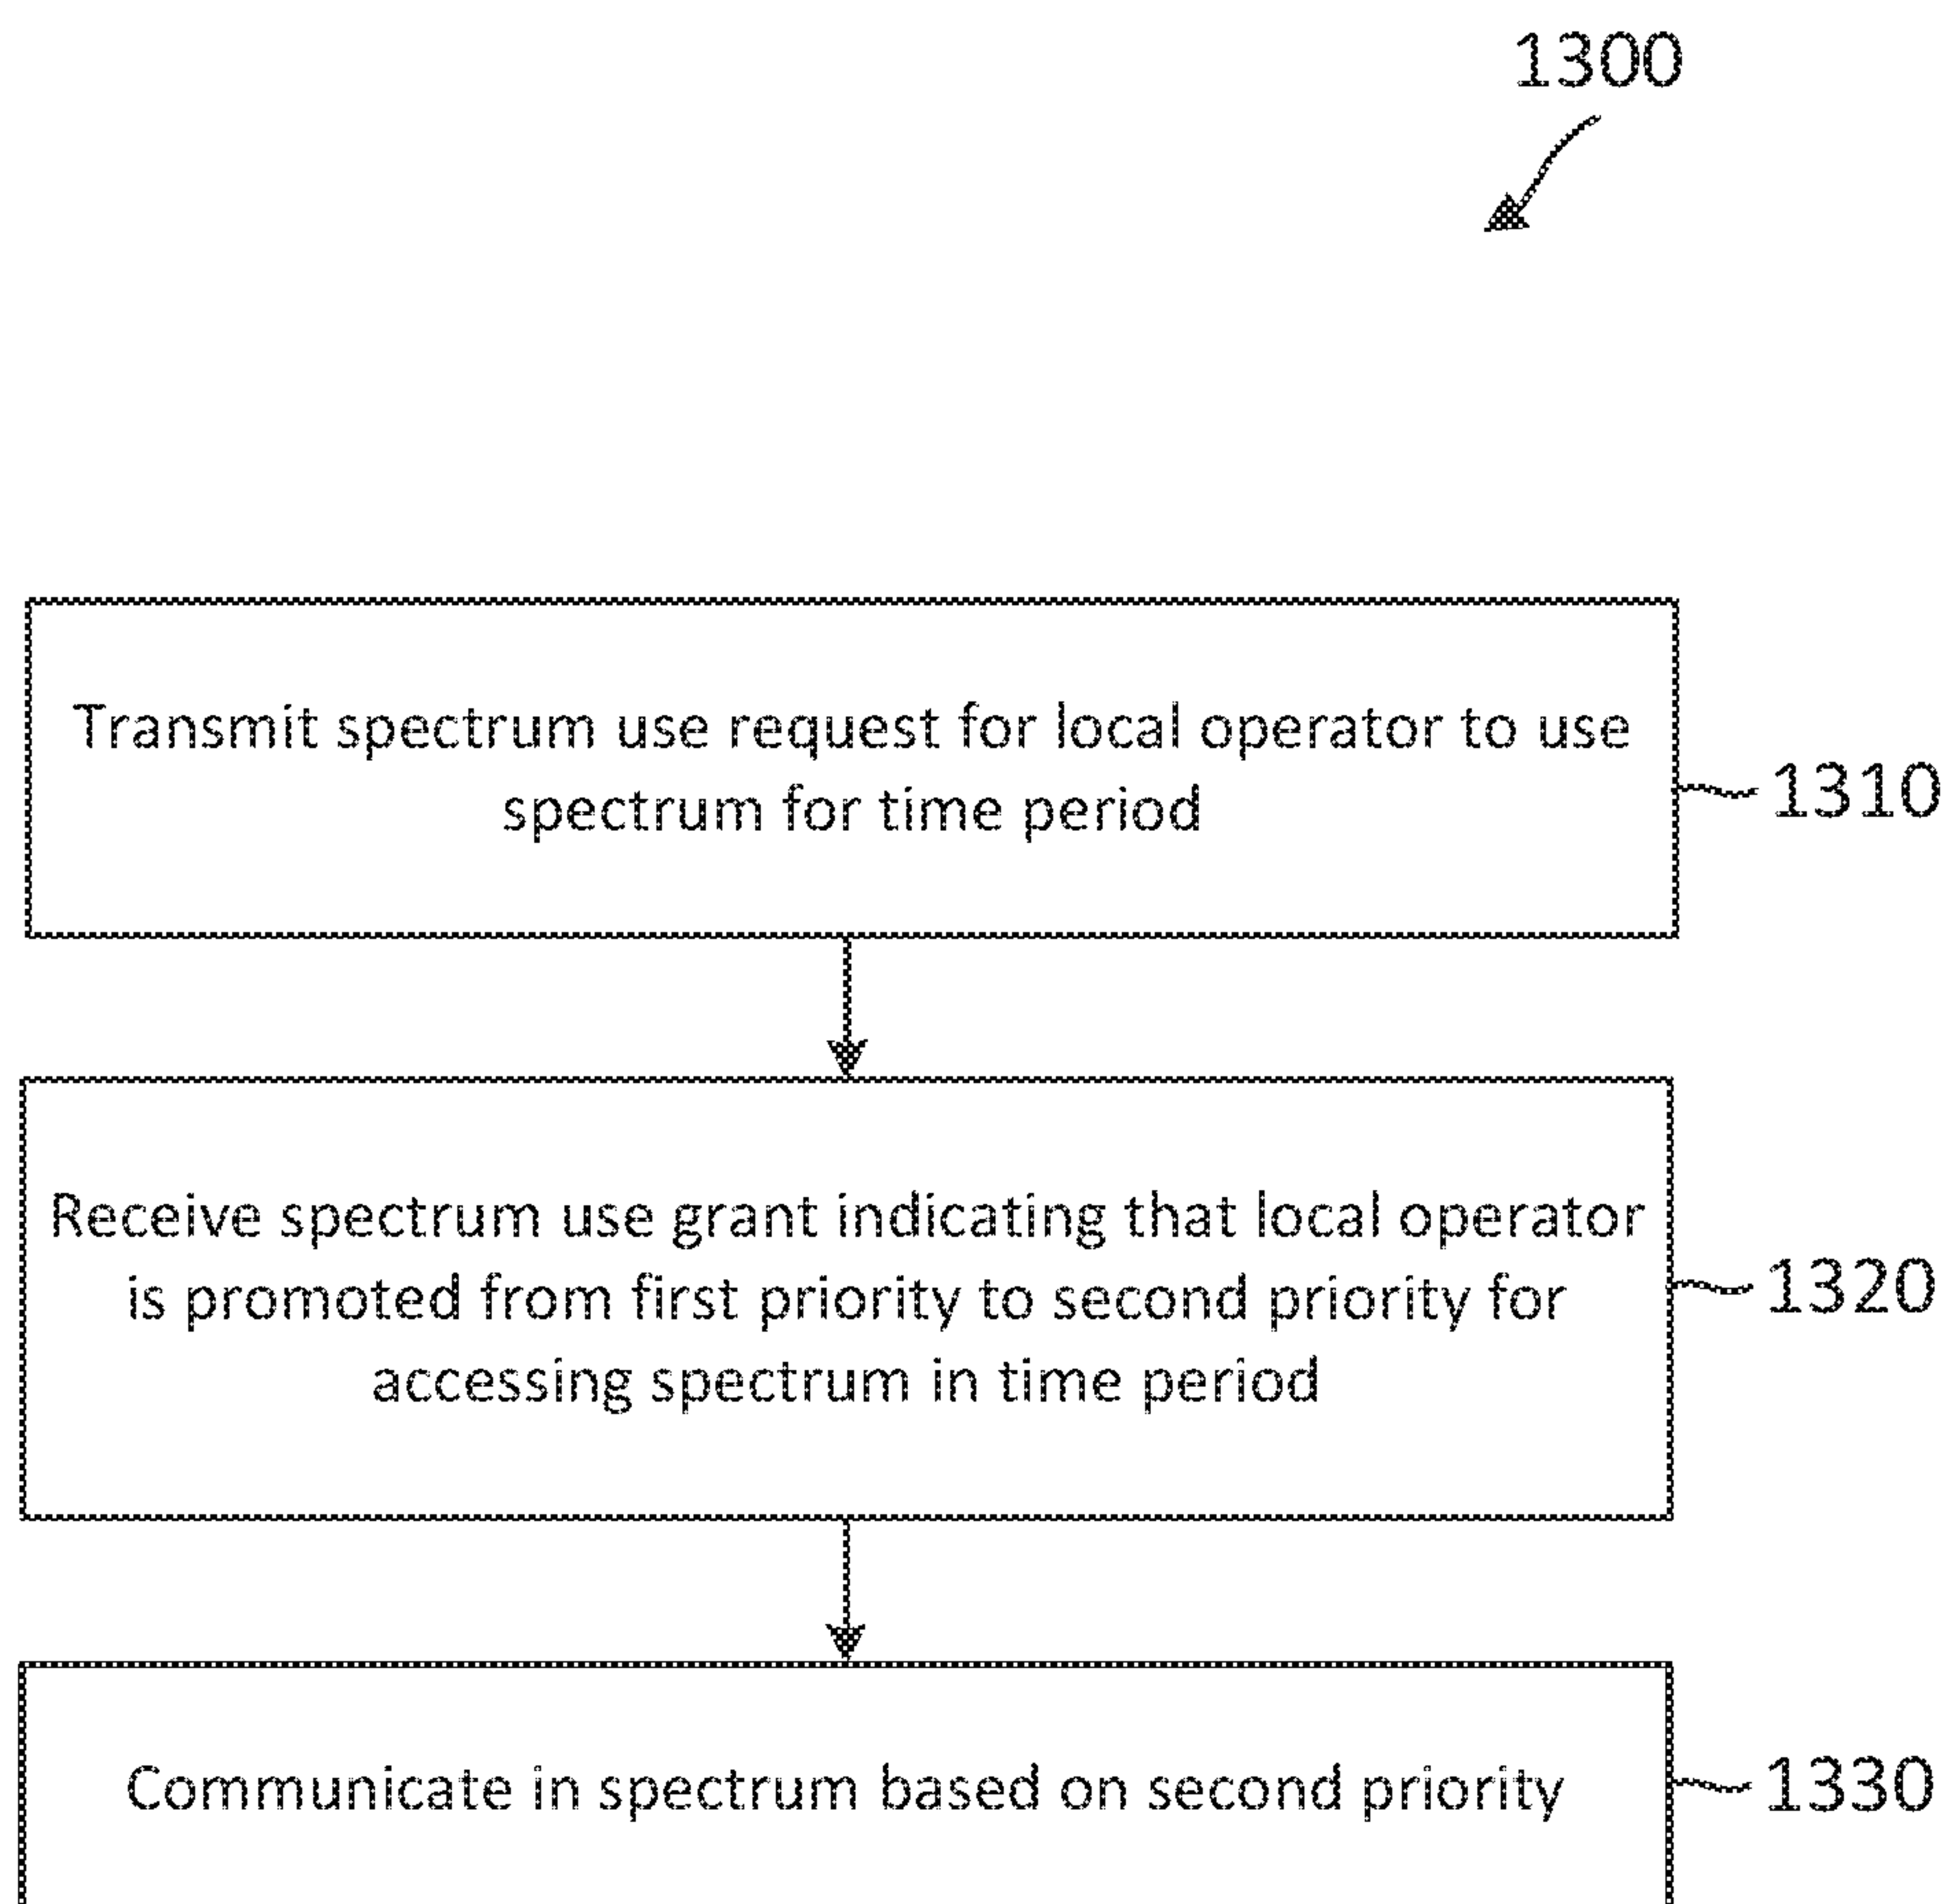 1300
Transmit spectrum use request for local operator to use
spectrum for time period
1310
Receive spectrum use grant indicating that local operator
is promoted from first priority to second priority for
accessing spectrum in time period
1320
Communicate in spectrum based on second priority
1330